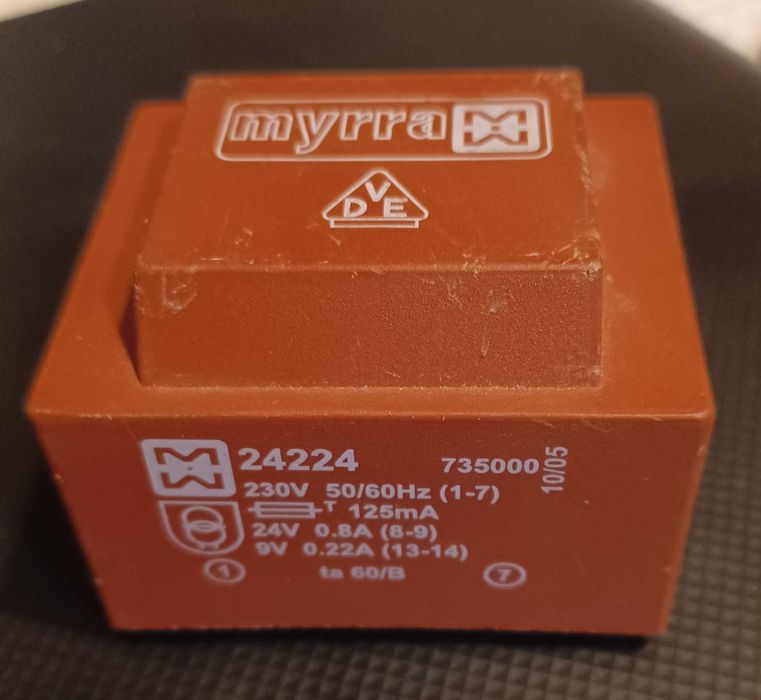 myrra
VDE
24224 735000 10/05
230V 50/60Hz (1-7)
T 125mA
24V 0.8A (8-9)
9V 0.22A (13-14)
1 ta 60/B 7